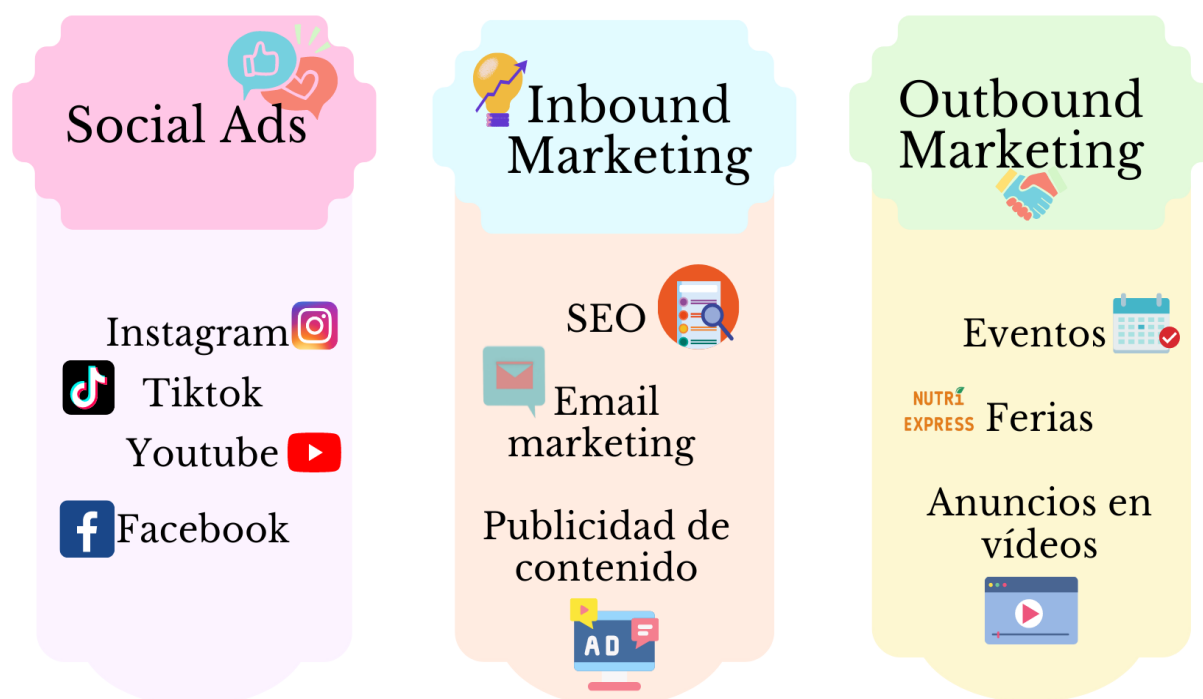 Social Ads
Instagram
Tiktok
Youtube
Facebook
Inbound
Marketing
SEO
Email
marketing
Publicidad de
contenido
AD
Outbound
Marketing
Eventos
NUTRi
EXPRESS
Ferias
Anuncios en
vídeos